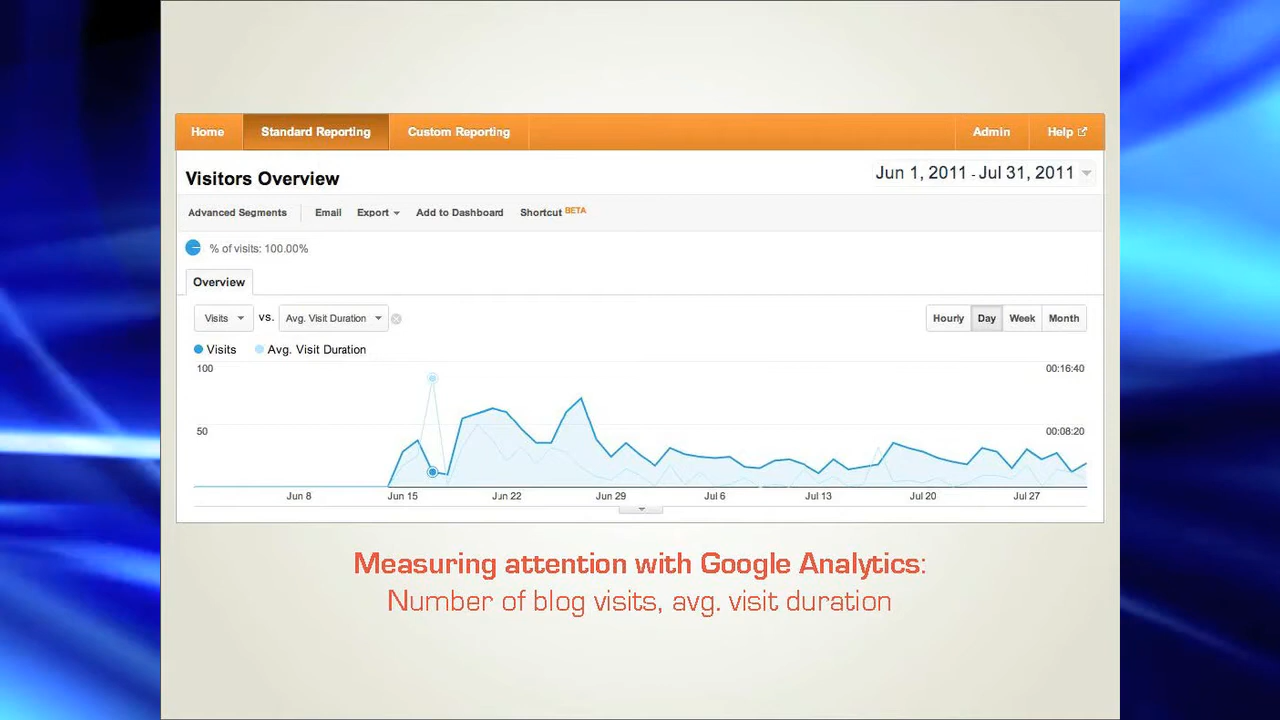 Home Standard Reporting Custom Reporting Admin Help
Visitors Overview Jun 1, 2011 - Jul 31, 2011
Advanced Segments Email Export Add to Dashboard Shortcut BETA
% of visits: 100.00%
Overview
Visits vs. Avg. Visit Duration Hourly Day Week Month
Visits Avg. Visit Duration
100 00:16:40
50 00:08:20
Jun 8 Jun 15 Jun 22 Jun 29 Jul 6 Jul 13 Jul 20 Jul 27
Measuring attention with Google Analytics:
Number of blog visits, avg. visit duration